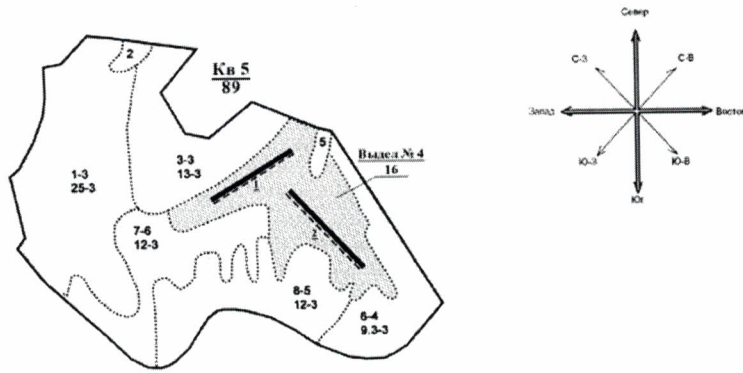 2
Кв 5
89
5
3-3
13-3
Выдел № 4
16
1-3
25-3
1
7-6
12-3
2
8-5
12-3
6-4
9.3-3
Север
С-З
С-В
Запад
Восток
Ю-З
Ю-В
Юг